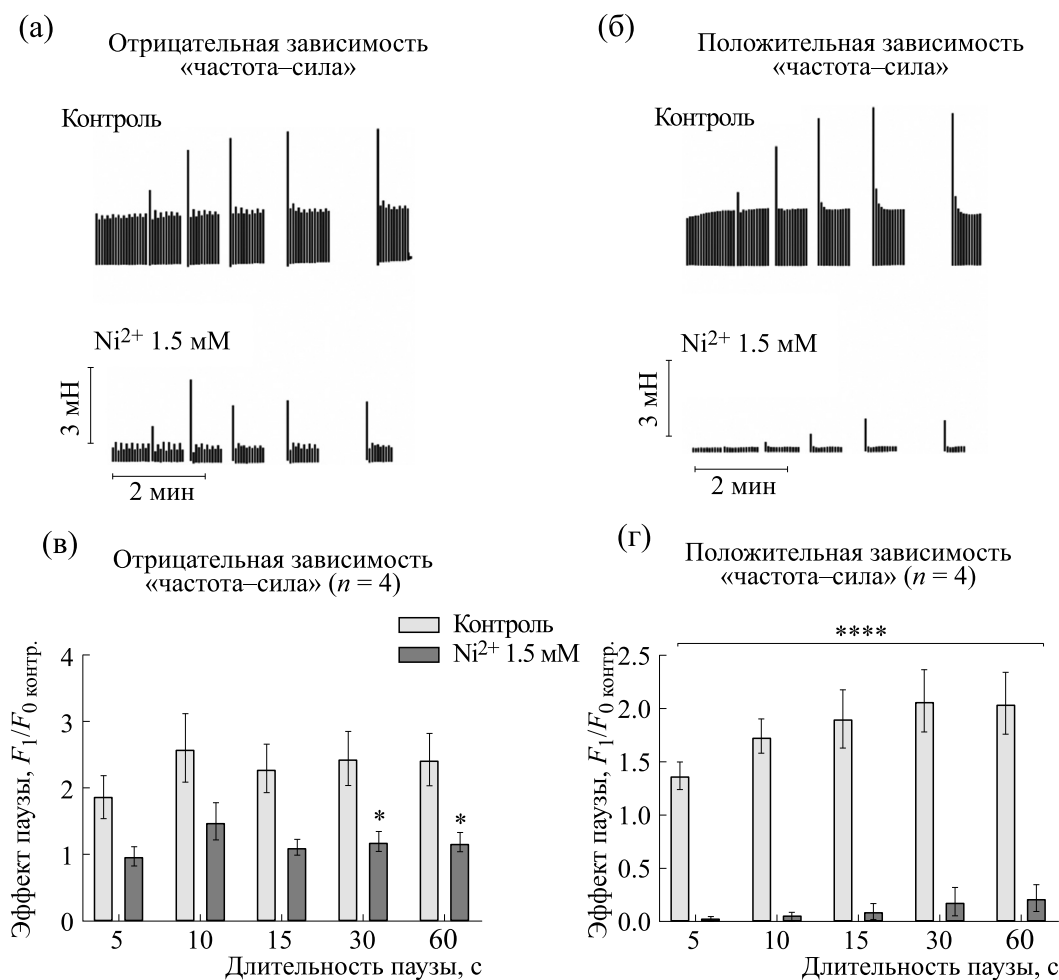 (а)
Отрицательная зависимость
«частота–сила»
Контроль
Ni²⁺ 1.5 мМ
3 мН
2 мин
(б)
Положительная зависимость
«частота–сила»
Контроль
Ni²⁺ 1.5 мМ
3 мН
2 мин
(в)
Отрицательная зависимость
«частота–сила» (n = 4)
Контроль
Ni²⁺ 1.5 мМ
Эффект паузы, F₁/F₀ контр.
4
3
2
1
0
* *
5 10 15 30 60
Длительность паузы, с
(г)
Положительная зависимость
«частота–сила» (n = 4)
****
Эффект паузы, F₁/F₀ контр.
2.5
2.0
1.5
1.0
0.5
0.0
5 10 15 30 60
Длительность паузы, с